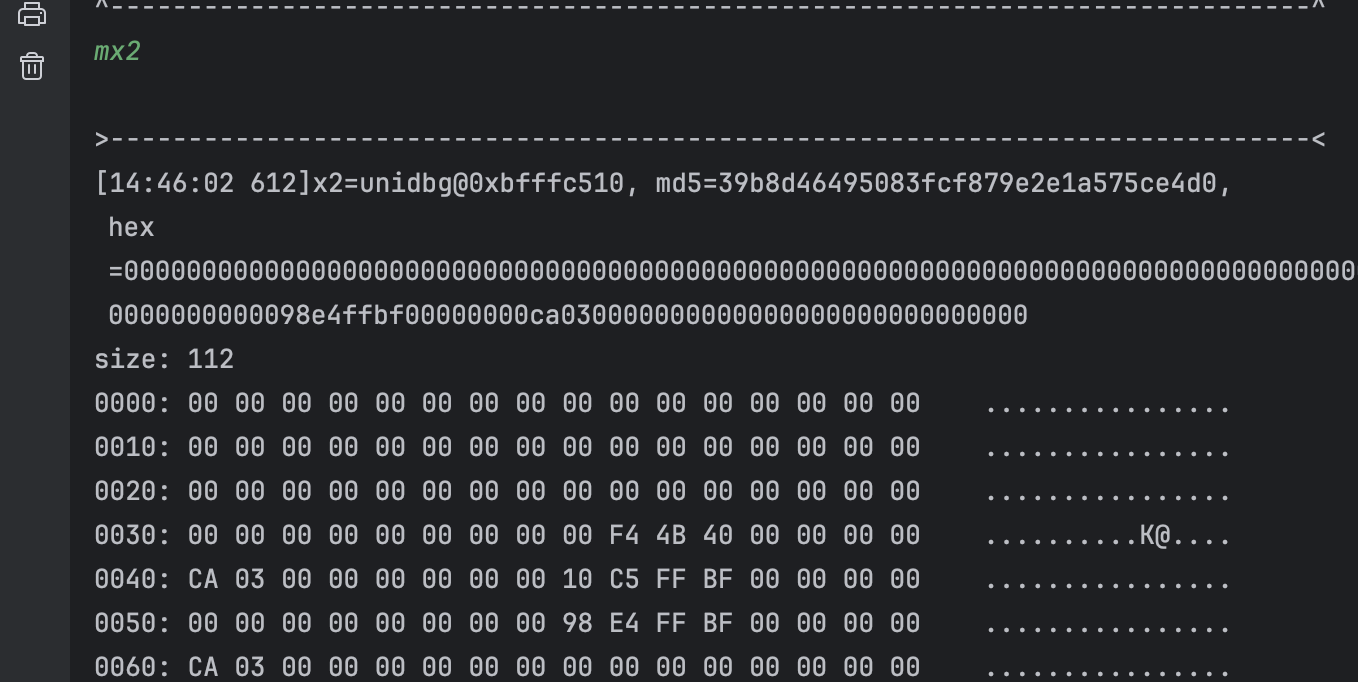 ^-----------------------------------------------------------------------------^
mx2
>-----------------------------------------------------------------------------<
[14:46:02 612]x2=unidbg@0xbfffc510, md5=39b8d46495083fcf879e2e1a575ce4d0,
hex
=0000000000000000000000000000000000000000000000000000000000000000000000000000000
0000000000098e4ffbf00000000ca030000000000000000000000000000
size: 112
0000: 00 00 00 00 00 00 00 00 00 00 00 00 00 00 00 00    ................
0010: 00 00 00 00 00 00 00 00 00 00 00 00 00 00 00 00    ................
0020: 00 00 00 00 00 00 00 00 00 00 00 00 00 00 00 00    ................
0030: 00 00 00 00 00 00 00 00 00 F4 4B 40 00 00 00 00    ..........K@....
0040: CA 03 00 00 00 00 00 00 10 C5 FF BF 00 00 00 00    ................
0050: 00 00 00 00 00 00 00 00 98 E4 FF BF 00 00 00 00    ................
0060: CA 03 00 00 00 00 00 00 00 00 00 00 00 00 00 00    ................